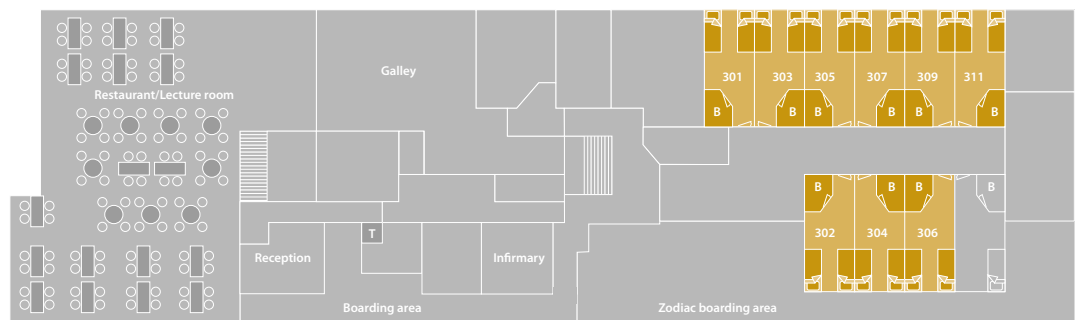 Galley
301
303
305
307
309
311
Restaurant/Lecture room
B
B
B
B
B
B
B
B
B
B
302
304
306
T
Reception
Infirmary
Boarding area
Zodiac boarding area